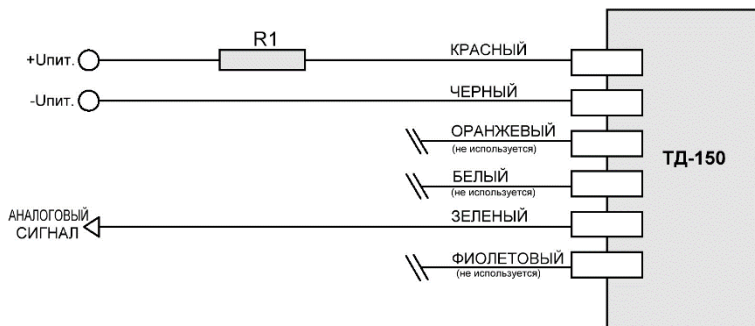 R1
+Uпит.
КРАСНЫЙ
-Uпит.
ЧЕРНЫЙ
ОРАНЖЕВЫЙ
(не используется)
ТД-150
БЕЛЫЙ
(не используется)
АНАЛОГОВЫЙ
СИГНАЛ
ЗЕЛЕНЫЙ
ФИОЛЕТОВЫЙ
(не используется)